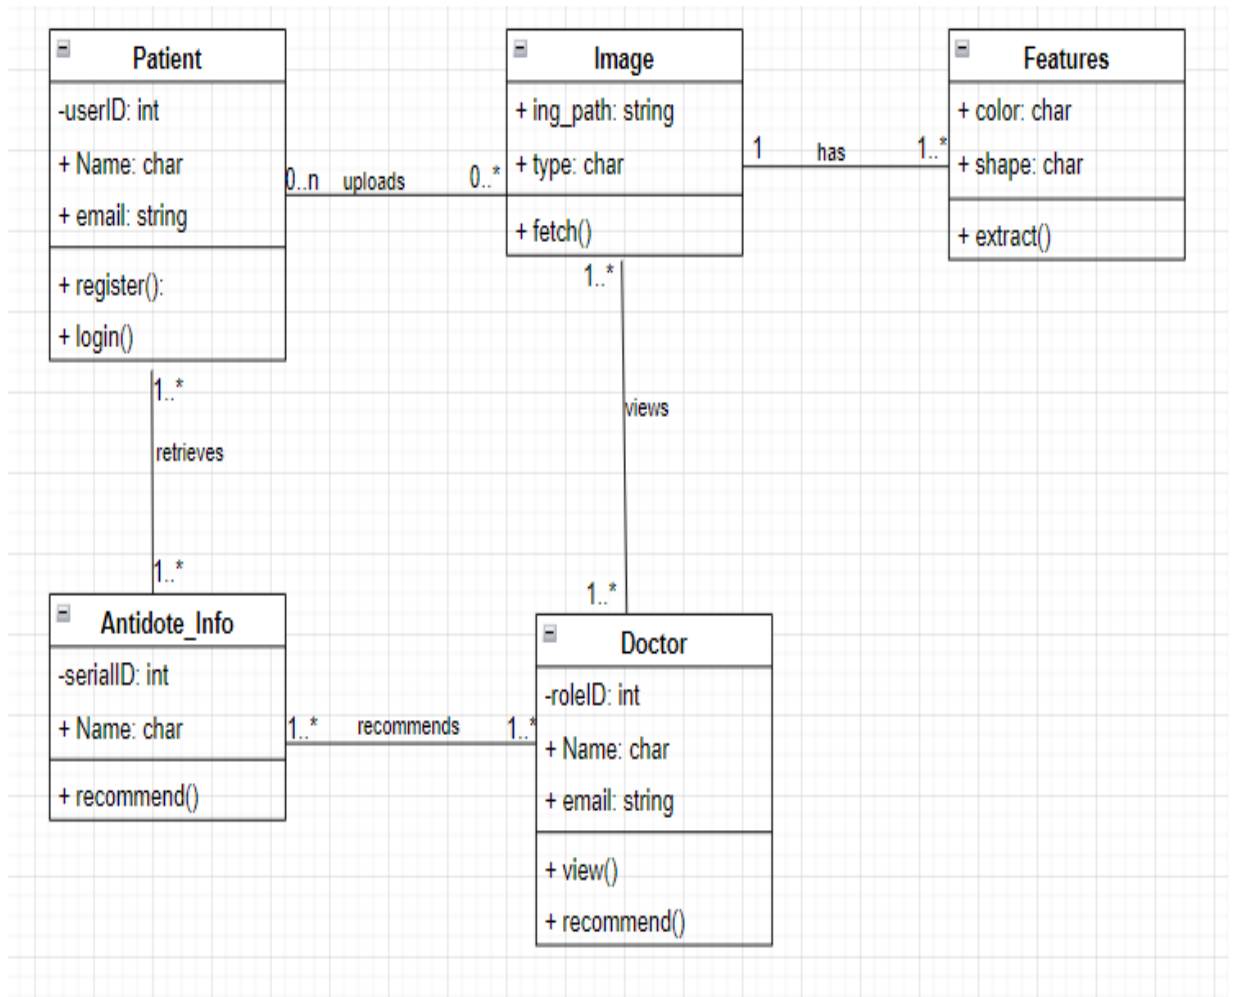 Patient
-userID: int
+ Name: char
+ email: string
+ register():
+ login()
0..n uploads 0..*
Image
+ ing_path: string
+ type: char
+ fetch()
1 has 1..*
Features
+ color: char
+ shape: char
+ extract()
1..*
retrieves
1..*
1..*
views
1..*
Antidote_Info
-serialID: int
+ Name: char
+ recommend()
1..* recommends 1..*
Doctor
-roleID: int
+ Name: char
+ email: string
+ view()
+ recommend()